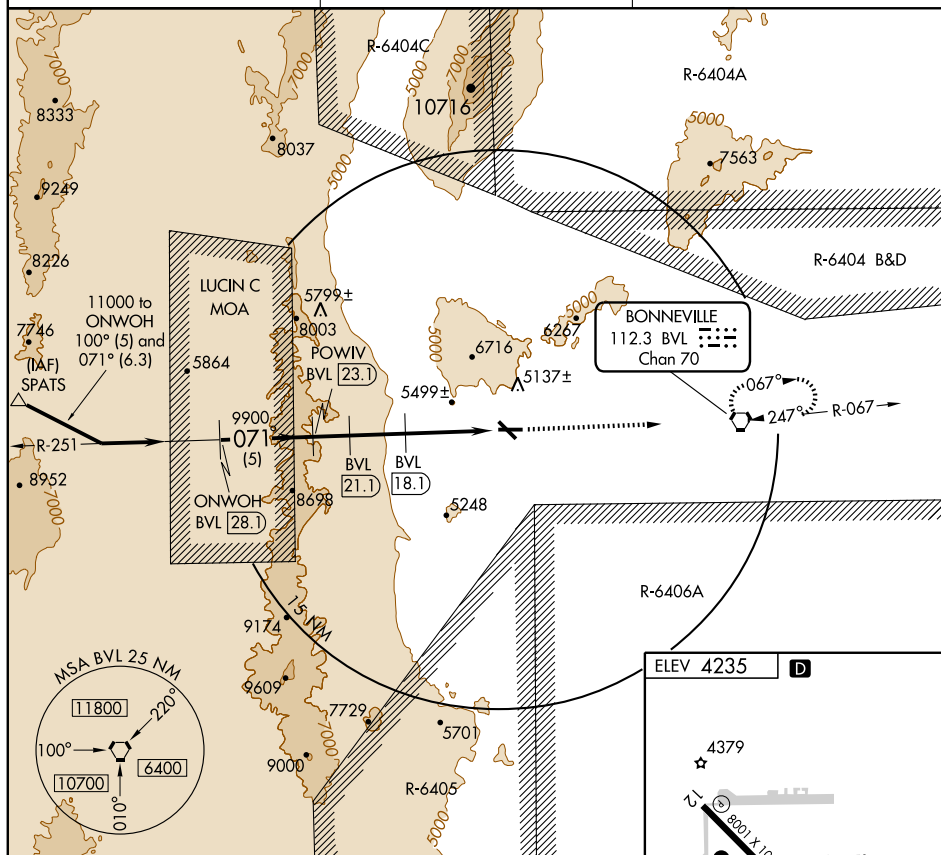 R-6404C
7000
7000
5000
7000
10716
R-6404A
8333
8037
5000
5000
7563
9249
R-6404 B&D
8226
LUCIN C
MOA
11000 to
ONWOH
100° (5) and
071° (6.3)
5799±
8003
5000
6267
BONNEVILLE
112.3 BVL
Chan 70
7746
(IAF)
SPATS
5864
POWIV
BVL 23.1
5000
6716
5137±
5499±
067°
247°
R-067
9900
071°
(5)
R-251
BVL
21.1
BVL
18.1
8952
7000
ONWOH
BVL 28.1
8698
5248
R-6406A
15 NM
9174
MSA BVL 25 NM
11800
220°
100°
10700
6400
010°
9609
7729
5701
9000
7000
R-6405
5000
ELEV 4235
D
4379
12
P
8001 X 10